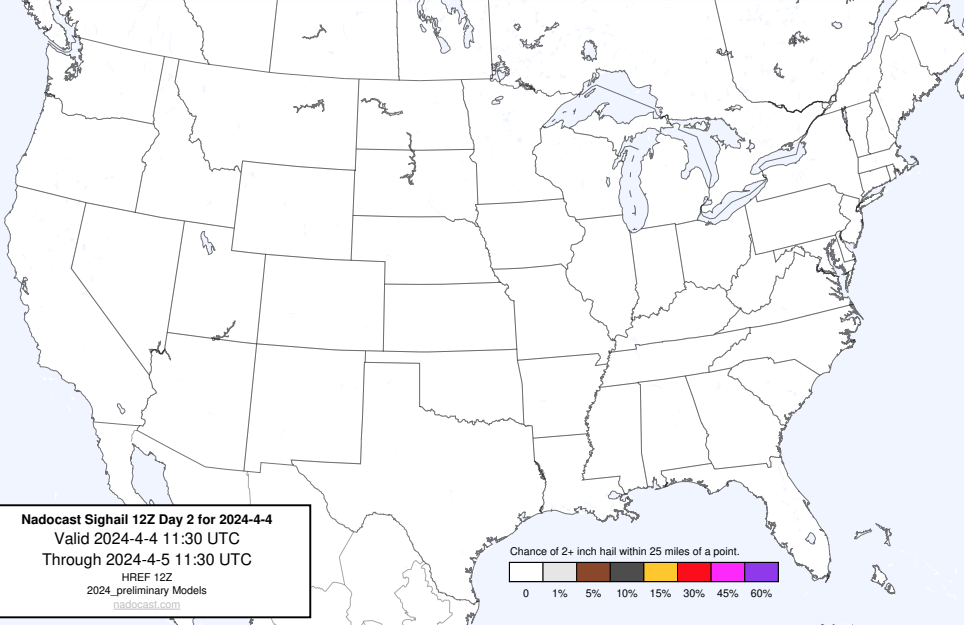 Nadocast Sighail 12Z Day 2 for 2024-4-4
Valid 2024-4-4 11:30 UTC
Through 2024-4-5 11:30 UTC
HREF 12Z
2024_preliminary Models
nadocast.com
Chance of 2+ inch hail within 25 miles of a point.
0 1% 5% 10% 15% 30% 45% 60%